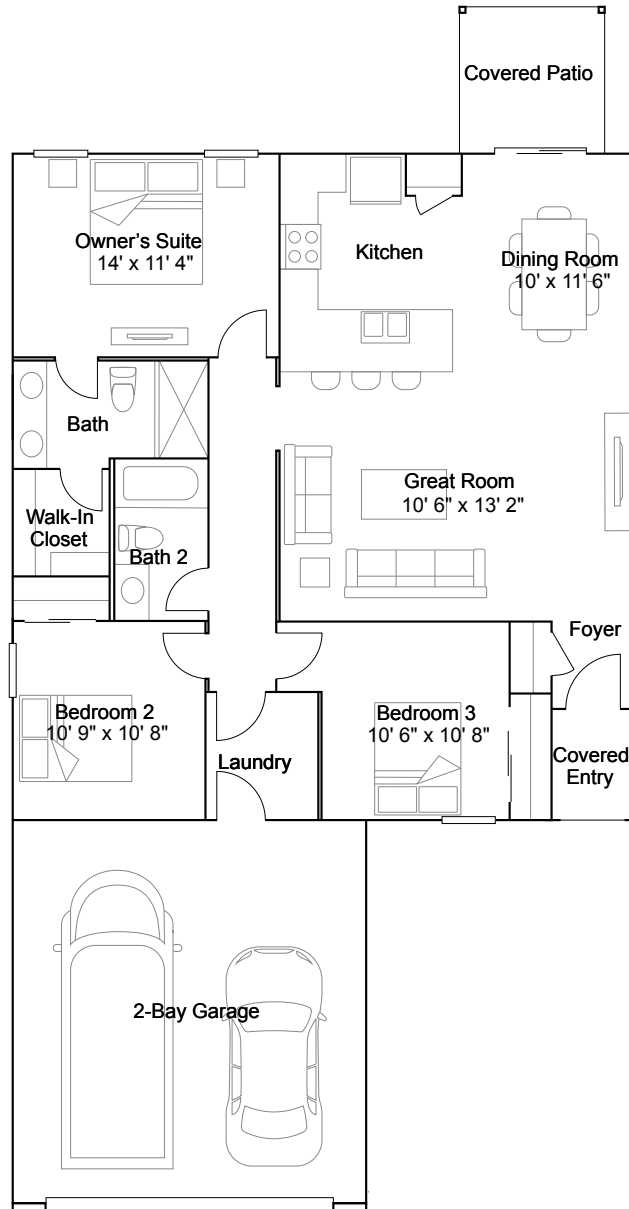 Covered Patio
Owner's Suite
14' x 11' 4"
Kitchen
Dining Room
10' x 11' 6"
Bath
Great Room
10' 6" x 13' 2"
Walk-In
Closet
Bath 2
Foyer
Bedroom 2
10' 9" x 10' 8"
Bedroom 3
10' 6" x 10' 8"
Laundry
Covered
Entry
2-Bay Garage